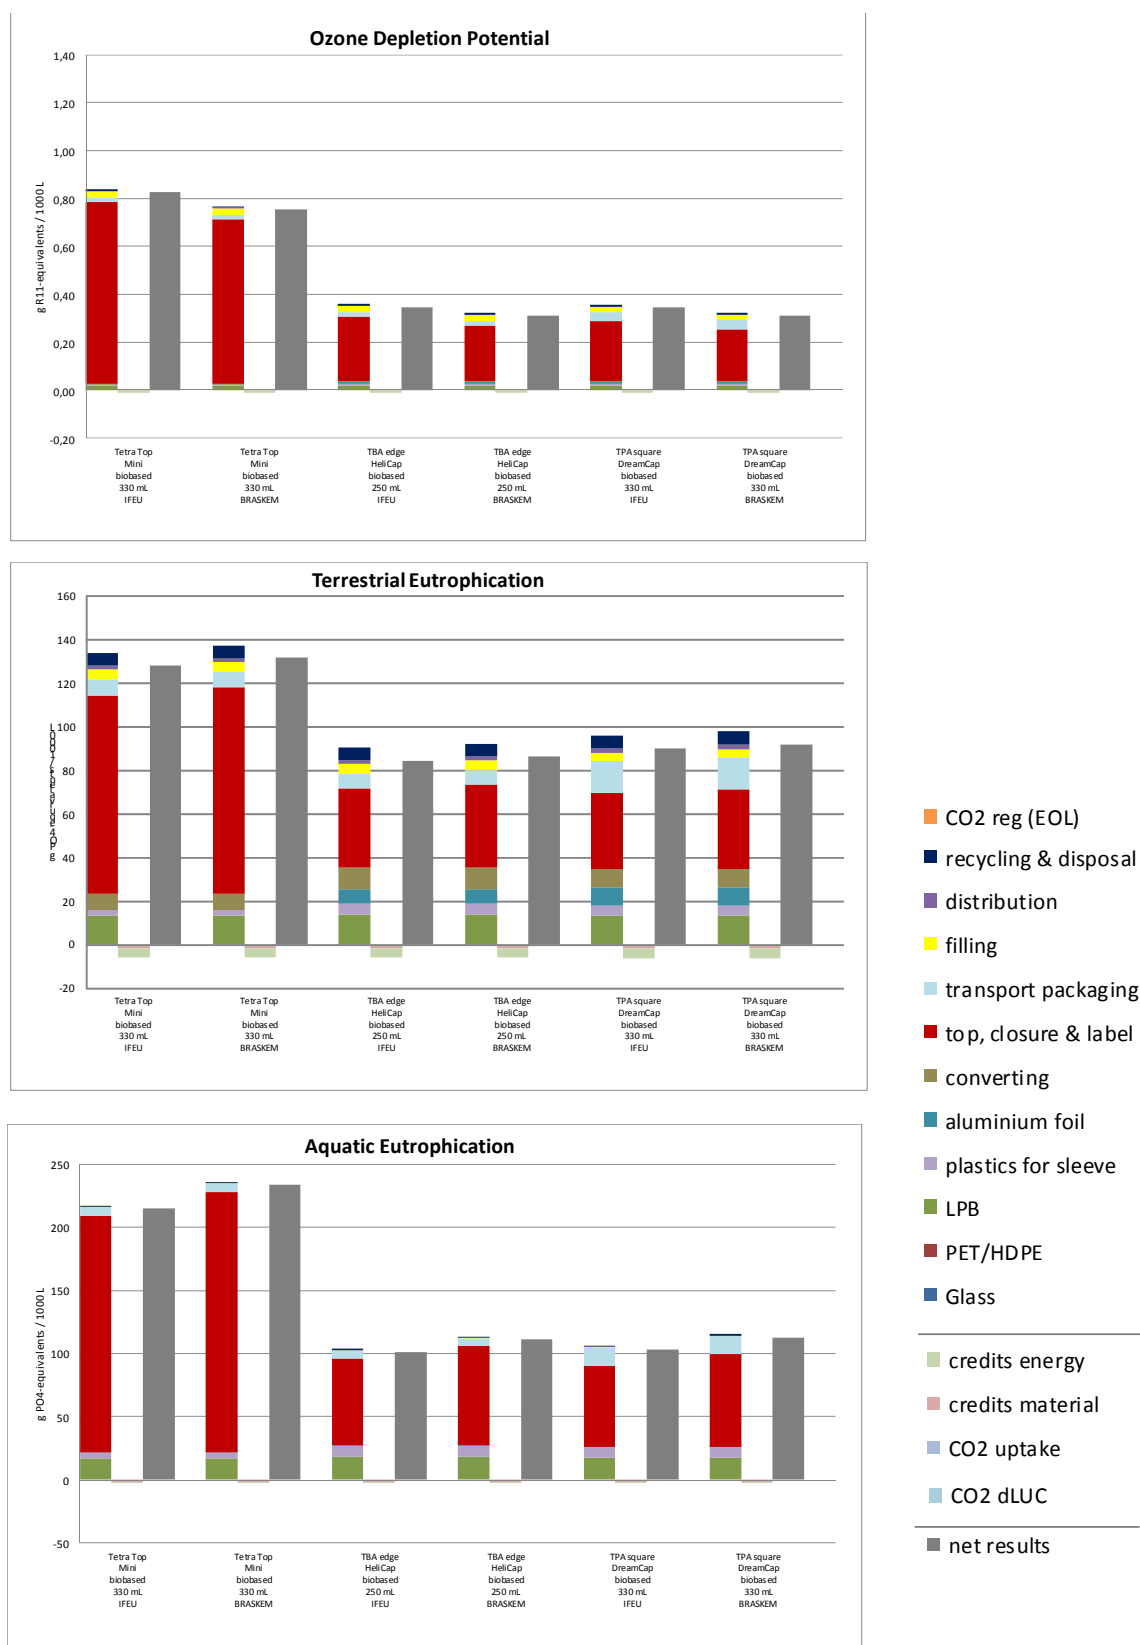 Ozone Depletion Potential
1,40
1,20
1,00
0,80
0,60
0,40
0,20
0,00
-0,20
g R11-equivalents / 1000 L
Tetra Top
Mini
biobased
330 mL
IFEU
Tetra Top
Mini
biobased
330 mL
BRASKEM
TBA edge
HeliCap
biobased
250 mL
IFEU
TBA edge
HeliCap
biobased
250 mL
BRASKEM
TPA square
DreamCap
biobased
330 mL
IFEU
TPA square
DreamCap
biobased
330 mL
BRASKEM
Terrestrial Eutrophication
160
140
120
100
80
60
40
20
0
-20
Tetra Top
Mini
biobased
330 mL
IFEU
Tetra Top
Mini
biobased
330 mL
BRASKEM
TBA edge
HeliCap
biobased
250 mL
IFEU
TBA edge
HeliCap
biobased
250 mL
BRASKEM
TPA square
DreamCap
biobased
330 mL
IFEU
TPA square
DreamCap
biobased
330 mL
BRASKEM
Aquatic Eutrophication
250
200
150
100
50
0
-50
g PO4-equivalents / 1000 L
Tetra Top
Mini
biobased
330 mL
IFEU
Tetra Top
Mini
biobased
330 mL
BRASKEM
TBA edge
HeliCap
biobased
250 mL
IFEU
TBA edge
HeliCap
biobased
250 mL
BRASKEM
TPA square
DreamCap
biobased
330 mL
IFEU
TPA square
DreamCap
biobased
330 mL
BRASKEM
CO2 reg (EOL)
recycling & disposal
distribution
filling
transport packaging
top, closure & label
converting
aluminium foil
plastics for sleeve
LPB
PET/HDPE
Glass
credits energy
credits material
CO2 uptake
CO2 dLUC
net results